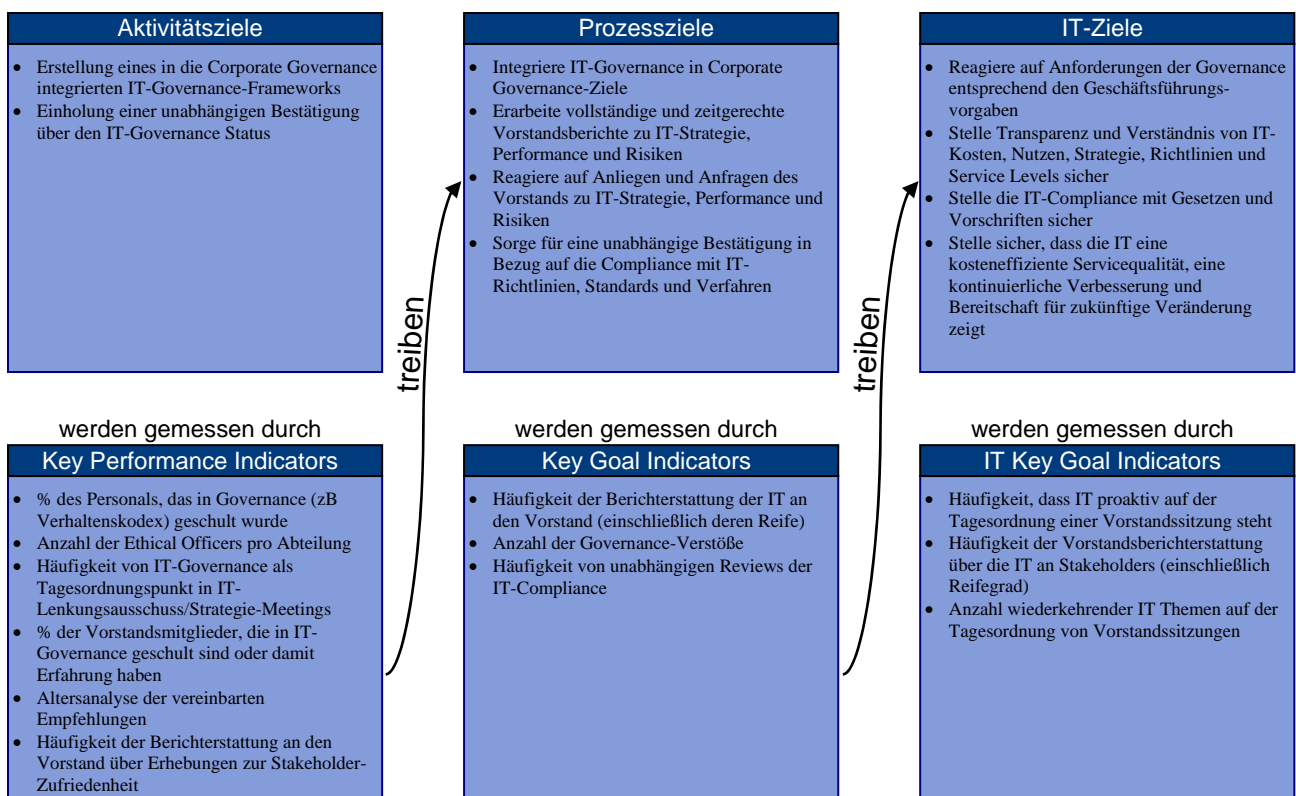 Aktivitätsziele
• Erstellung eines in die Corporate Governance
integrierten IT-Governance-Frameworks
• Einholung einer unabhängigen Bestätigung
über den IT-Governance Status
Prozessziele
• Integriere IT-Governance in Corporate
Governance-Ziele
• Erarbeite vollständige und zeitgerechte
Vorstandsberichte zu IT-Strategie,
Performance und Risiken
• Reagiere auf Anliegen und Anfragen des
Vorstands zu IT-Strategie, Performance und
Risiken
• Sorge für eine unabhängige Bestätigung in
Bezug auf die Compliance mit IT-
Richtlinien, Standards und Verfahren
IT-Ziele
• Reagiere auf Anforderungen der Governance
entsprechend den Geschäftsführungs-
vorgaben
• Stelle Transparenz und Verständnis von IT-
Kosten, Nutzen, Strategie, Richtlinien und
Service Levels sicher
• Stelle die IT-Compliance mit Gesetzen und
Vorschriften sicher
• Stelle sicher, dass die IT eine
kosteneffiziente Servicequalität, eine
kontinuierliche Verbesserung und
Bereitschaft für zukünftige Veränderung
zeigt
treiben
treiben
werden gemessen durch
Key Performance Indicators
• % des Personals, das in Governance (zB
Verhaltenskodex) geschult wurde
• Anzahl der Ethical Officers pro Abteilung
• Häufigkeit von IT-Governance als
Tagesordnungspunkt in IT-
Lenkungsausschuss/Strategie-Meetings
• % der Vorstandsmitglieder, die in IT-
Governance geschult sind oder damit
Erfahrung haben
• Altersanalyse der vereinbarten
Empfehlungen
• Häufigkeit der Berichterstattung an den
Vorstand über Erhebungen zur Stakeholder-
Zufriedenheit
werden gemessen durch
Key Goal Indicators
• Häufigkeit der Berichterstattung der IT an
den Vorstand (einschließlich deren Reife)
• Anzahl der Governance-Verstöße
• Häufigkeit von unabhängigen Reviews der
IT-Compliance
werden gemessen durch
IT Key Goal Indicators
• Häufigkeit, dass IT proaktiv auf der
Tagesordnung einer Vorstandssitzung steht
• Häufigkeit der Vorstandsberichterstattung
über die IT an Stakeholders (einschließlich
Reifegrad)
• Anzahl wiederkehrender IT Themen auf der
Tagesordnung von Vorstandssitzungen